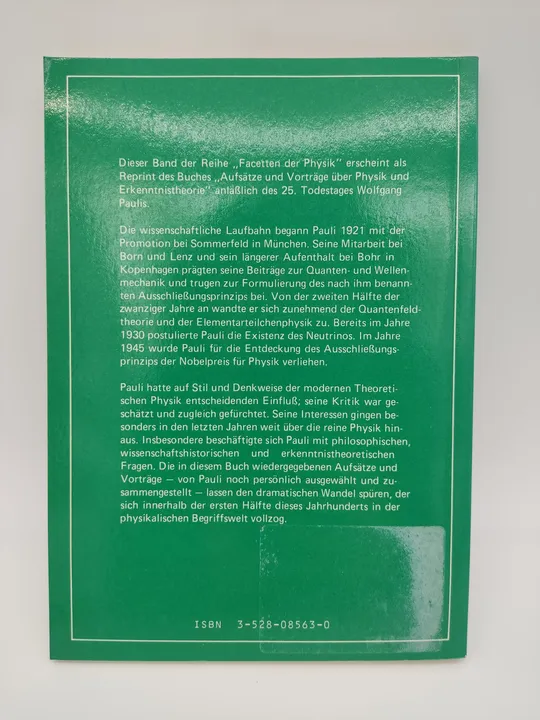 Dieser Band der Reihe „Facetten der Physik" erscheint als
Reprint des Buches „Aufsätze und Vorträge über Physik und
Erkenntnistheorie" anläßlich des 25. Todestages Wolfgang
Paulis.
Die wissenschaftliche Laufbahn begann Pauli 1921 mit der
Promotion bei Sommerfeld in München. Seine Mitarbeit bei
Born und Lenz und sein längerer Aufenthalt bei Bohr in
Kopenhagen prägten seine Beiträge zur Quanten- und Wellen-
mechanik und trugen zur Formulierung des nach ihm benann-
ten Ausschließungsprinzips bei. Von der zweiten Hälfte der
zwanziger Jahre an wandte er sich zunehmend der Quantenfeld-
theorie und der Elementarteilchenphysik zu. Bereits im Jahre
1930 postulierte Pauli die Existenz des Neutrinos. Im Jahre
1945 wurde Pauli für die Entdeckung des Ausschließungs-
prinzips der Nobelpreis für Physik verliehen.
Pauli hatte auf Stil und Denkweise der modernen Theoreti-
schen Physik entscheidenden Einfluß; seine Kritik war ge-
schätzt und zugleich gefürchtet. Seine Interessen gingen be-
sonders in den letzten Jahren weit über die reine Physik hin-
aus. Insbesondere beschäftigte sich Pauli mit philosophischen,
wissenschaftshistorischen und erkenntnistheoretischen
Fragen. Die in diesem Buch wiedergegebenen Aufsätze und
Vorträge — von Pauli noch persönlich ausgewählt und zu-
sammengestellt — lassen den dramatischen Wandel spüren, der
sich innerhalb der ersten Hälfte dieses Jahrhunderts in der
physikalischen Begriffswelt vollzog.
ISBN 3-528-08563-0